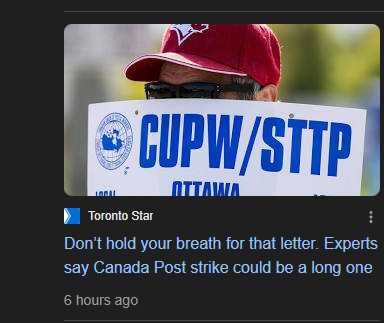 CUPW/STTP
LOCAL
OTTAWA
Toronto Star
Don’t hold your breath for that letter. Experts
say Canada Post strike could be a long one
6 hours ago